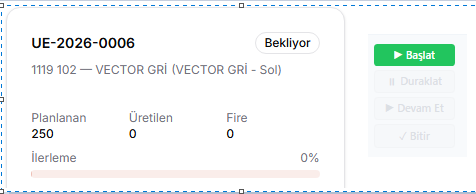 UE-2026-0006
Bekliyor
1119 102 — VECTOR GRİ (VECTOR GRİ - Sol)
Planlanan Üretilen Fire
250 0 0
İlerleme 0%
Başlat
Duraklat
Devam Et
Bitir